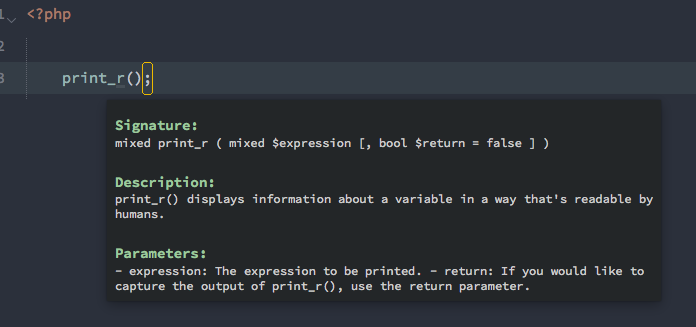 1 <?php
2
3 print_r();
Signature:
mixed print_r ( mixed $expression [, bool $return = false ] )
Description:
print_r() displays information about a variable in a way that's readable by
humans.
Parameters:
- expression: The expression to be printed. - return: If you would like to
capture the output of print_r(), use the return parameter.